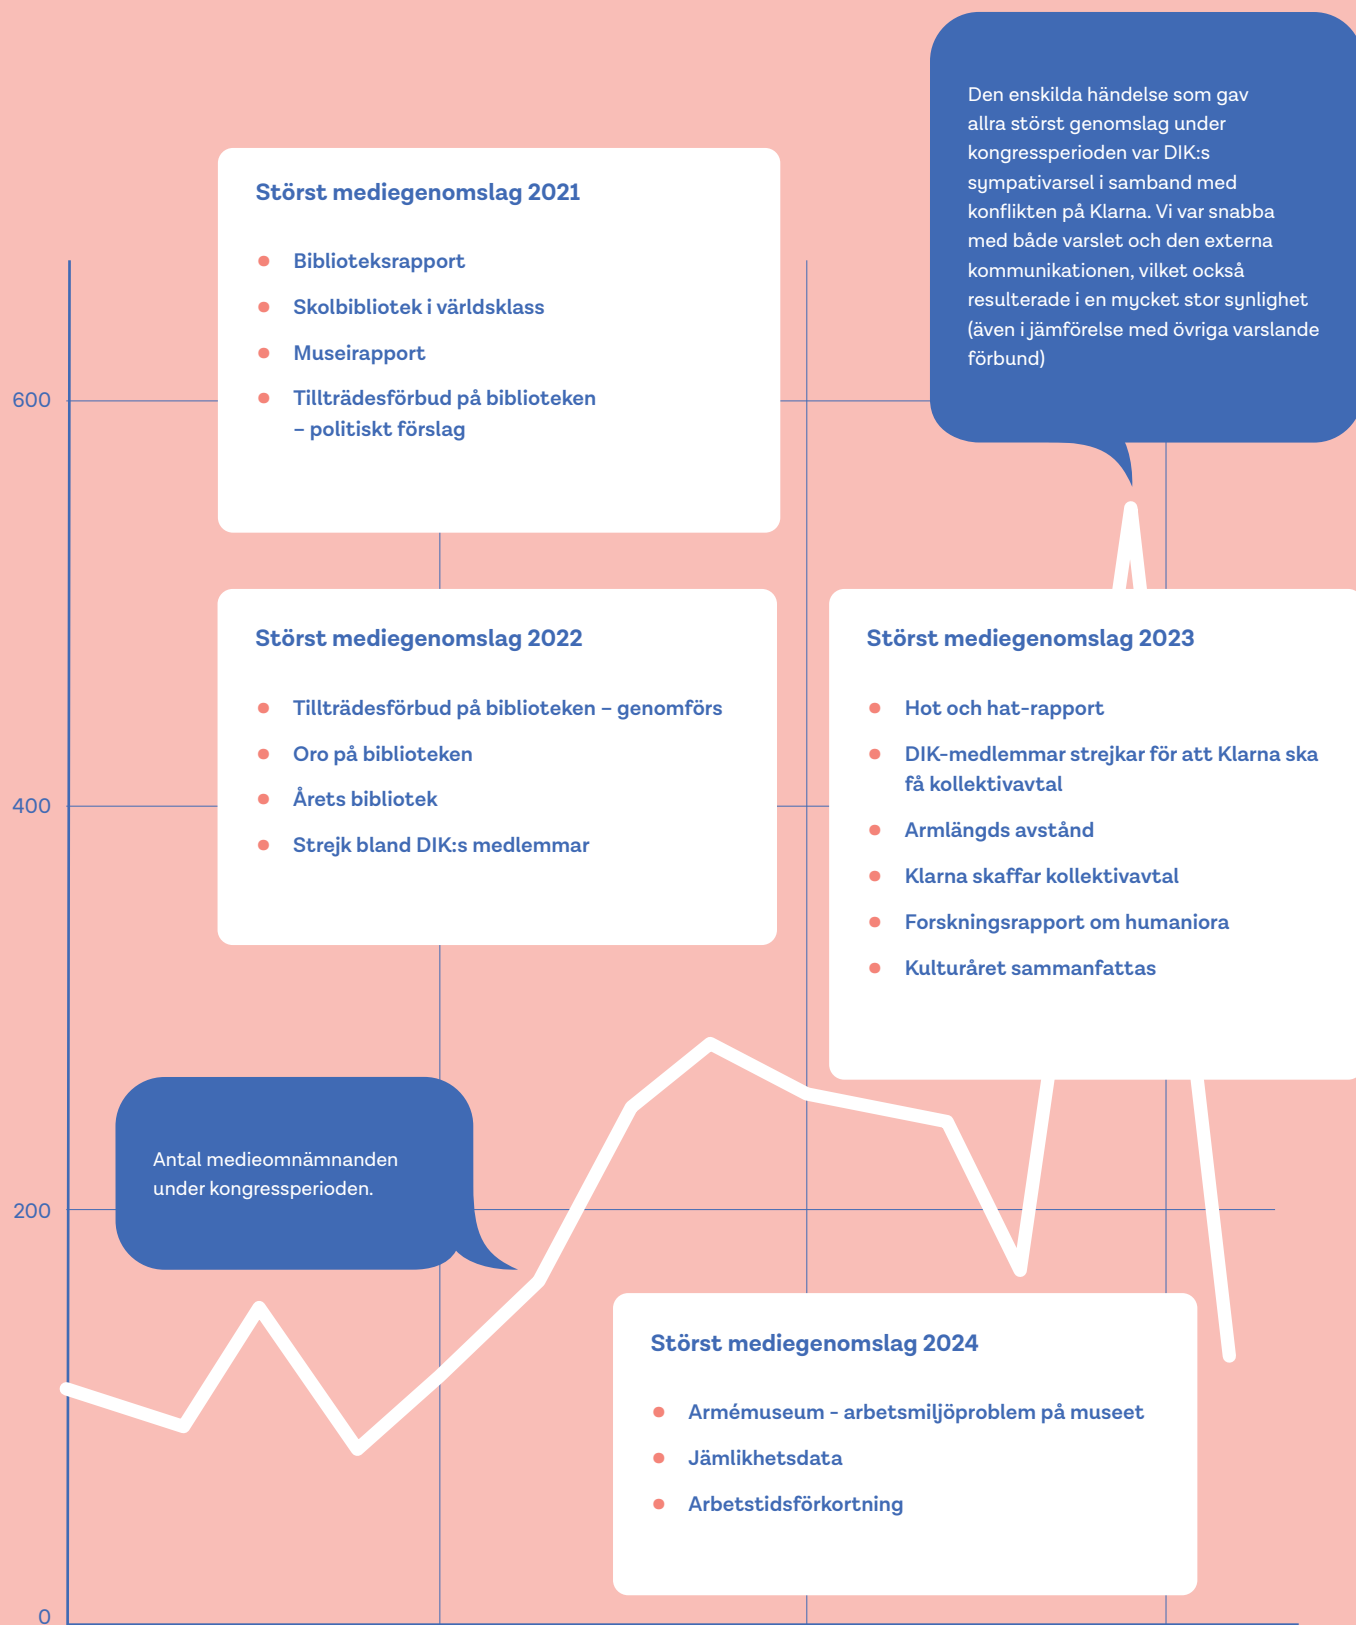 Den enskilda händelse som gav
allra störst genomslag under
kongressperioden var DIK:s
sympativarsel i samband med
konflikten på Klarna. Vi var snabba
med både varslet och den externa
kommunikationen, vilket också
resulterade i en mycket stor synlighet
(även i jämförelse med övriga varslande
förbund)
Störst mediegenomslag 2021
Biblioteksrapport
Skolbibliotek i världsklass
Museirapport
Tillträdesförbud på biblioteken
– politiskt förslag
600
Störst mediegenomslag 2022
Tillträdesförbud på biblioteken – genomförs
Oro på biblioteken
Årets bibliotek
Strejk bland DIK:s medlemmar
Störst mediegenomslag 2023
Hot och hat-rapport
DIK-medlemmar strejkar för att Klarna ska
få kollektivavtal
Armlängds avstånd
Klarna skaffar kollektivavtal
Forskningsrapport om humaniora
Kulturåret sammanfattas
400
Antal medieomnämnanden
under kongressperioden.
200
Störst mediegenomslag 2024
Armémuseum - arbetsmiljöproblem på museet
Jämlikhetsdata
Arbetstidsförkortning
0